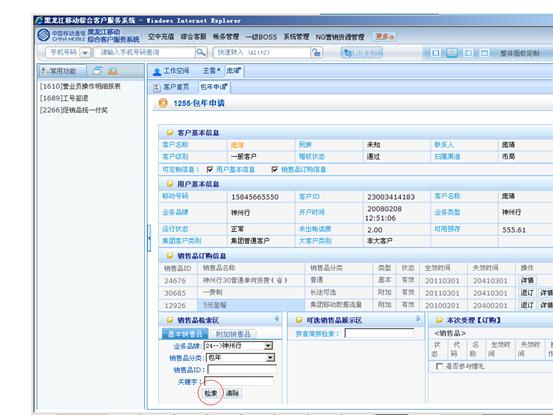 黑龙江移动综合客户服务系统 - Windows Internet Explorer
中国移动通信 CHINA MOBILE 黑龙江移动 综合客户服务系统 空中充值 综合客服 帐务管理 一级BOSS 系统管理 NG营销资源管理 更多
手机号码 请输入手机号码查询 快速转入 (Alt+Z) 整体面板定制
常用功能 工作空间 王雪 庞靖
[1610]营业员操作明细报表 客户首页 包年申请
[1689]工号签退
[2266]促销品统一付奖
1255-包年申请
客户基本信息
客户名称 庞靖 民族 未知 联系人 庞靖
客户级别 一般客户 稽核状态 通过 归属渠道 市局
可定制信息: 用户基本信息 销售品订购信息
用户基本信息
移动号码 15845665550 客户ID 23003414183 客户名称 庞靖
业务品牌 神州行 开户时间 20080208 12:51:06 业务类型 神州行
运行状态 正常 未出帐话费 2.00 可用预存 555.61
集团客户类别 集团普通客户 大客户类别 非大客户
销售品订购信息
销售品ID 销售品名称 销售品分类 类型 状态 生效时间 失效时间 操作
24676 神州行30普通单向资费(省) 普通 基本 有效 20110301 20410301 详情
30685 一费制 长途可选 附加 有效 20110301 20410301 退订 详情
12926 5元套餐 集团移动数据流量 附加 有效 20100201 20400201 退订 详情
销售品检索区 可选销售品展示区 本次受理【订购】
基本销售品 附加销售品 拼音简拼检索: <销售品>
业务品牌: 24-->神州行 状态 代码 名称 生效时间 失效时间
销售品分类: 包年 是否参与赠礼
销售品ID:
关键字:
检索 清除